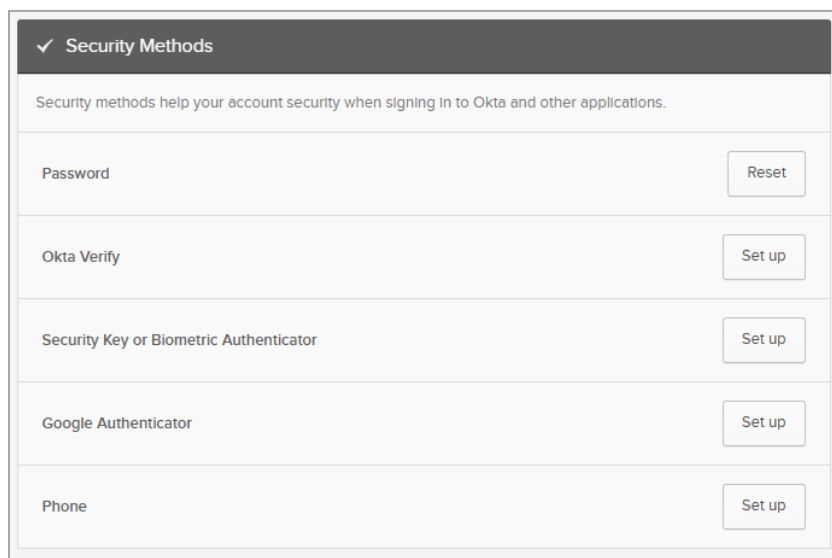 Security Methods
Security methods help your account security when signing in to Okta and other applications.
Password
Reset
Okta Verify
Set up
Security Key or Biometric Authenticator
Set up
Google Authenticator
Set up
Phone
Set up